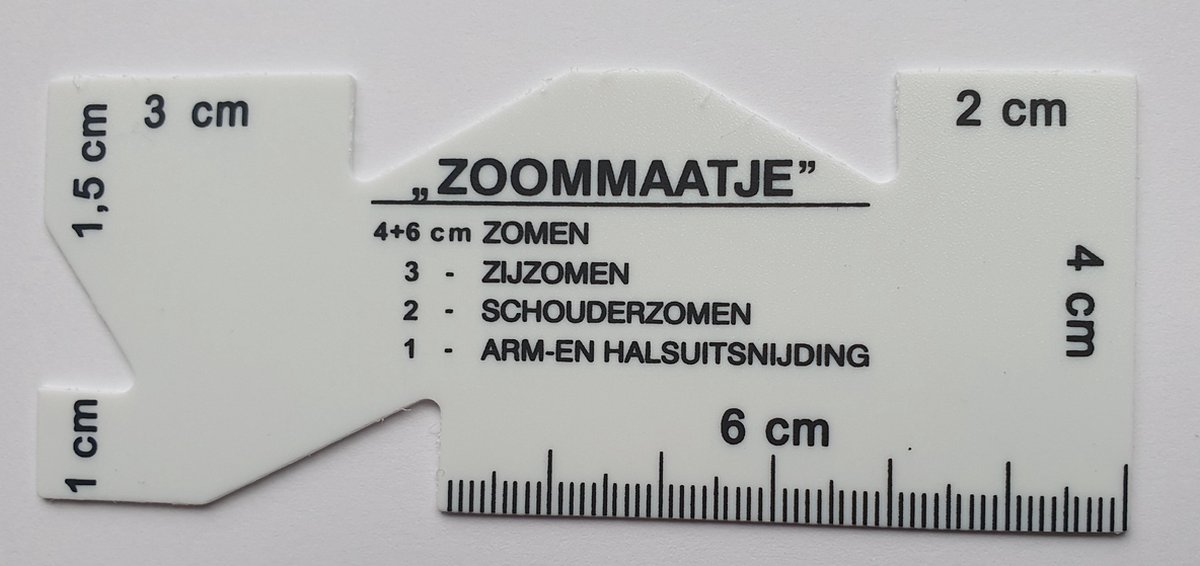 3 cm
1,5 cm
2 cm
„ZOOMMAATJE”
4+6 cm ZOMEN
3 - ZIJZOMEN
2 - SCHOUDERZOMEN
1 - ARM-EN HALSUITSNIJDING
4 cm
1 cm
6 cm